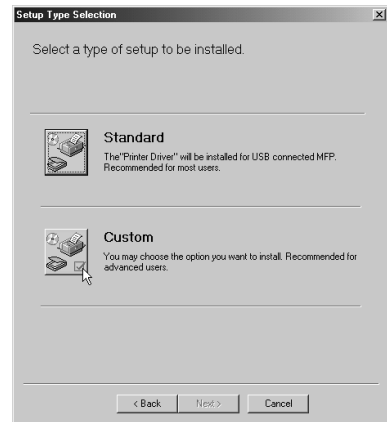 Setup Type Selection
Select a type of setup to be installed.
Standard
The"Printer Driver" will be installed for USB connected MFP.
Recommended for most users.
Custom
You may choose the option you want to install. Recommended for
advanced users.
< Back Next > Cancel